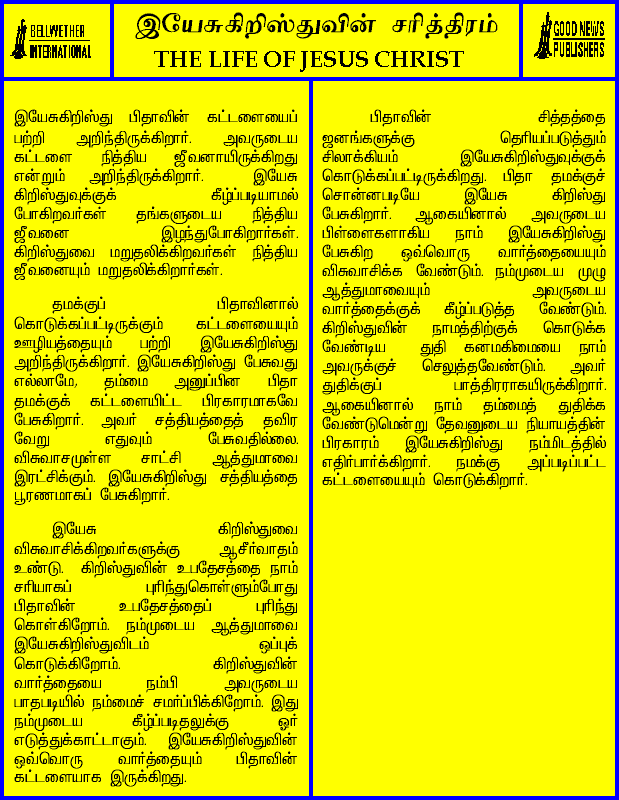 BELLWETHER
INTERNATIONAL
இயேசுகிறிஸ்துவின் சரித்திரம்
THE LIFE OF JESUS CHRIST
GOOD NEWS
PUBLISHERS
இயேசுகிறிஸ்து பிதாவின் கட்டளையைப்
பற்றி அறிந்திருக்கிறார். அவருடைய
கட்டளை நித்திய ஜீவனாயிருக்கிறது
என்றும் அறிந்திருக்கிறார். இயேசு
கிறிஸ்துவுக்குக் கீழ்ப்படியாமல்
போகிறவர்கள் தங்களுடைய நித்திய
ஜீவனை இழந்துபோகிறார்கள்.
கிறிஸ்துவை மறுதலிக்கிறவர்கள் நித்திய
ஜீவனையும் மறுதலிக்கிறார்கள்.
தமக்குப் பிதாவினால்
கொடுக்கப்பட்டிருக்கும் கட்டளையையும்
ஊழியத்தையும் பற்றி இயேசுகிறிஸ்து
அறிந்திருக்கிறார். இயேசுகிறிஸ்து பேசுவது
எல்லாமே, தம்மை அனுப்பின பிதா
தமக்குக் கட்டளையிட்ட பிரகாரமாகவே
பேசுகிறார். அவர் சத்தியத்தைத் தவிர
வேறு எதுவும் பேசுவதில்லை.
விசுவாசமுள்ள சாட்சி ஆத்துமாவை
இரட்சிக்கும். இயேசுகிறிஸ்து சத்தியத்தை
பூரணமாகப் பேசுகிறார்.
இயேசு கிறிஸ்துவை
விசுவாசிக்கிறவர்களுக்கு ஆசீர்வாதம்
உண்டு. கிறிஸ்துவின் உபதேசத்தை நாம்
சரியாகப் புரிந்துகொள்ளும்போது
பிதாவின் உபதேசத்தைப் புரிந்து
கொள்கிறோம். நம்முடைய ஆத்துமாவை
இயேசுகிறிஸ்துவிடம் ஒப்புக்
கொடுக்கிறோம். கிறிஸ்துவின்
வார்த்தையை நம்பி அவருடைய
பாதபடியில் நம்மைச் சமர்ப்பிக்கிறோம். இது
நம்முடைய கீழ்ப்படிதலுக்கு ஓர்
எடுத்துக்காட்டாகும். இயேசுகிறிஸ்துவின்
ஒவ்வொரு வார்த்தையும் பிதாவின்
கட்டளையாக இருக்கிறது.
பிதாவின் சித்தத்தை
ஜனங்களுக்கு தெரியப்படுத்தும்
சிலாக்கியம் இயேசுகிறிஸ்துவுக்குக்
கொடுக்கப்பட்டிருக்கிறது. பிதா தமக்குச்
சொன்னபடியே இயேசு கிறிஸ்து
பேசுகிறார். ஆகையினால் அவருடைய
பிள்ளைகளாகிய நாம் இயேசுகிறிஸ்து
பேசுகிற ஒவ்வொரு வார்த்தையையும்
விசுவாசிக்க வேண்டும். நம்முடைய முழு
ஆத்துமாவையும் அவருடைய
வார்த்தைக்குக் கீழ்ப்படுத்த வேண்டும்.
கிறிஸ்துவின் நாமத்திற்குக் கொடுக்க
வேண்டிய துதி கனமகிமையை நாம்
அவருக்குச் செலுத்தவேண்டும். அவர்
துதிக்குப் பாத்திரராகயிருக்கிறார்.
ஆகையினால் நாம் தம்மைத் துதிக்க
வேண்டுமென்று தேவனுடைய நியாயத்தின்
பிரகாரம் இயேசுகிறிஸ்து நம்மிடத்தில்
எதிர்பார்க்கிறார். நமக்கு அப்படிப்பட்ட
கட்டளையையும் கொடுக்கிறார்.